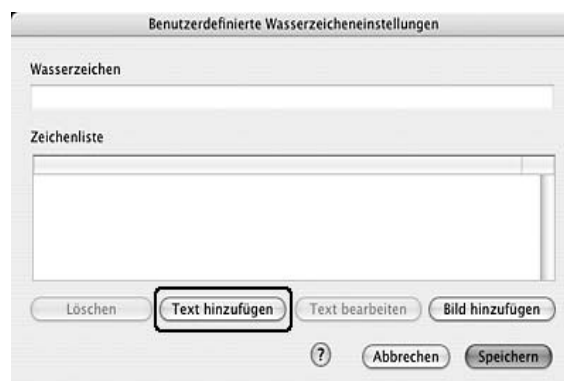 Benutzerdefinierte Wasserzeicheneinstellungen
Wasserzeichen
Zeichenliste
Löschen Text hinzufügen Text bearbeiten Bild hinzufügen
? Abbrechen Speichern